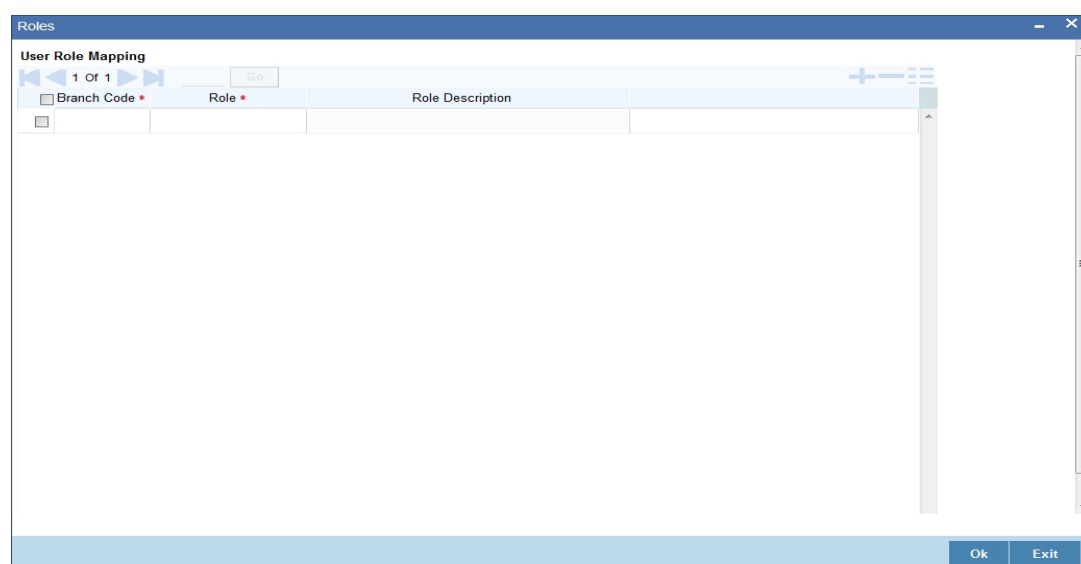 Roles
User Role Mapping
1 Of 1 Go
Branch Code * Role * Role Description
Ok Exit